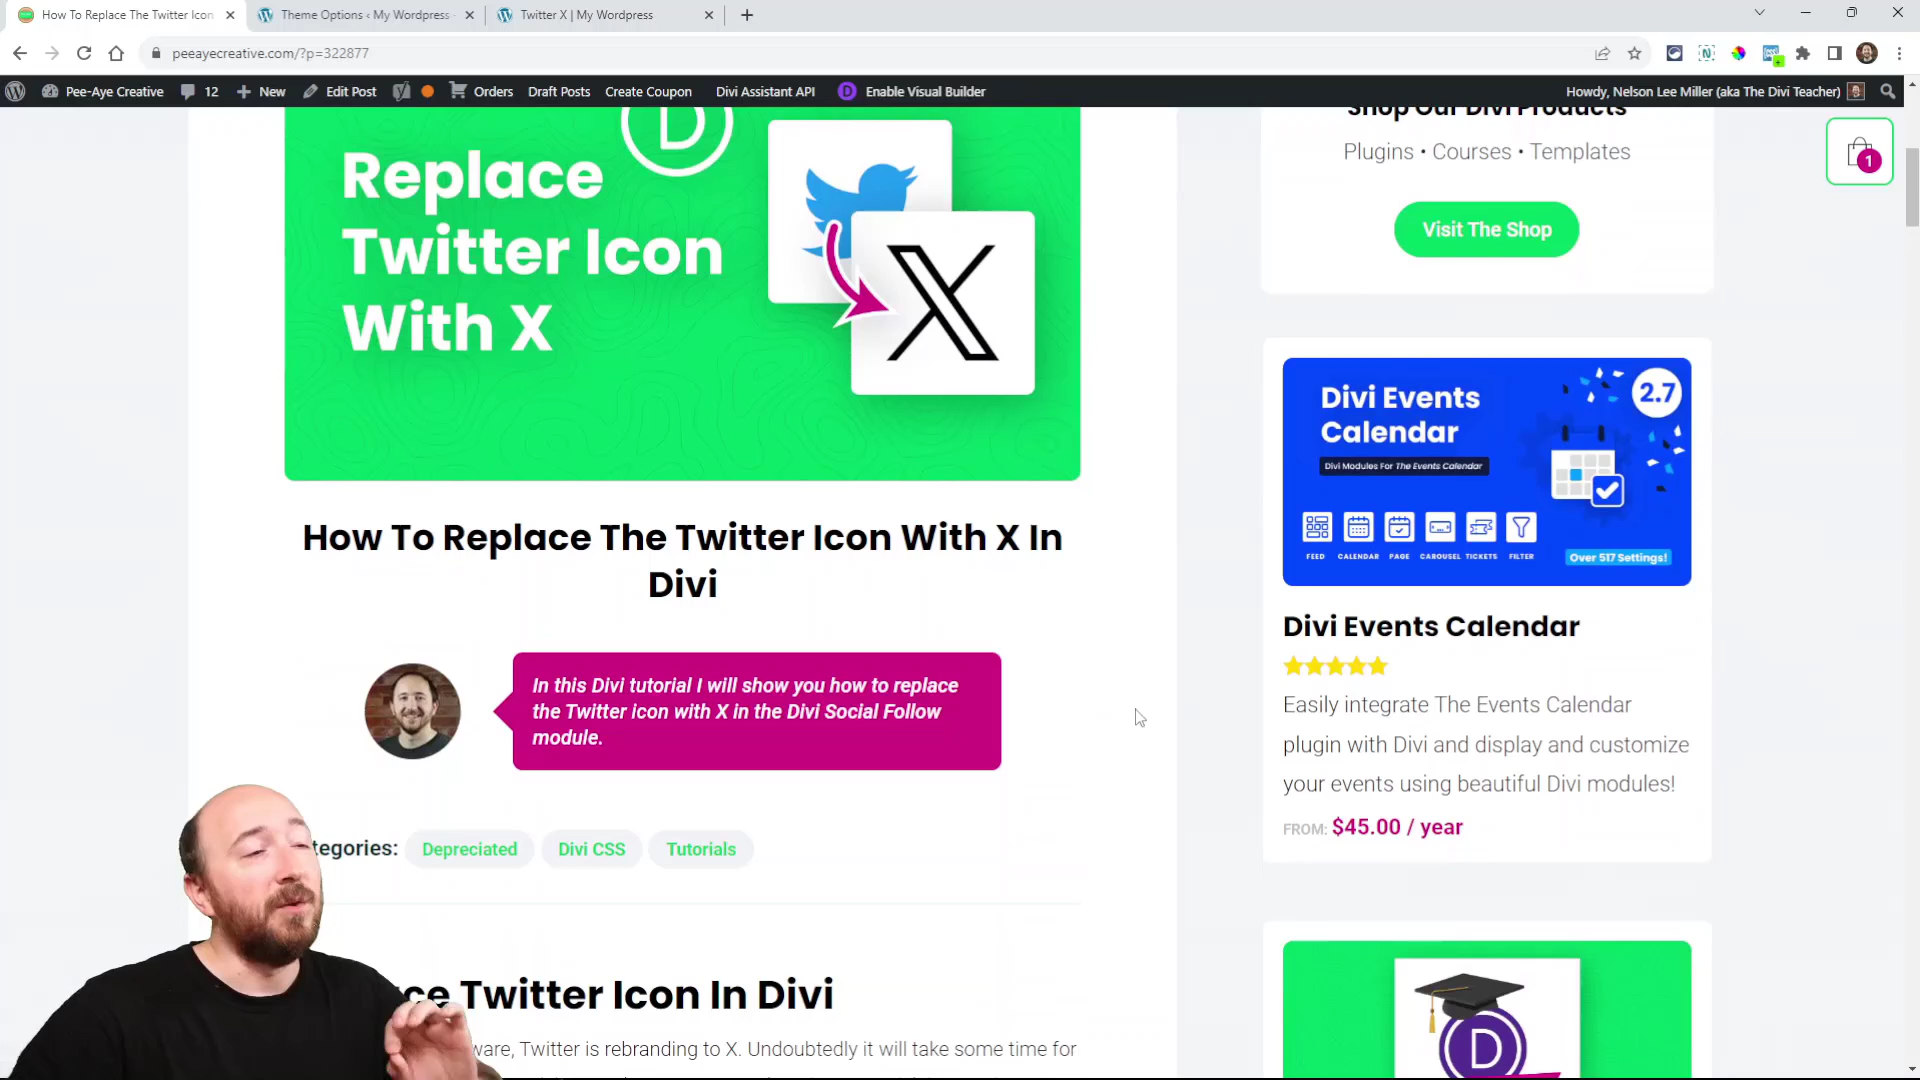 How To Replace The Twitter Icon
Theme Options ‹ My Wordpress -
Twitter X | My Wordpress
peeayecreative.com/?p=322877
Pee-Aye Creative
12
New
Edit Post
Orders
Draft Posts
Create Coupon
Divi Assistant API
D
Enable Visual Builder
Howdy, Nelson Lee Miller (aka The Divi Teacher)
D
Replace
Twitter Icon
With X
How To Replace The Twitter Icon With X In
Divi
In this Divi tutorial I will show you how to replace
the Twitter icon with X in the Divi Social Follow
module.
tegories:
Depreciated
Divi CSS
Tutorials
ce Twitter Icon In Divi
ware, Twitter is rebranding to X. Undoubtedly it will take some time for
Shop Our Divi Products
Plugins • Courses • Templates
Visit The Shop
1
Divi Events
Calendar
2.7
Divi Modules For The Events Calendar
FEED
CALENDAR
PAGE
CAROUSEL
TICKETS
FILTER
Over 517 Settings!
Divi Events Calendar
Easily integrate The Events Calendar
plugin with Divi and display and customize
your events using beautiful Divi modules!
FROM: $45.00 / year
D